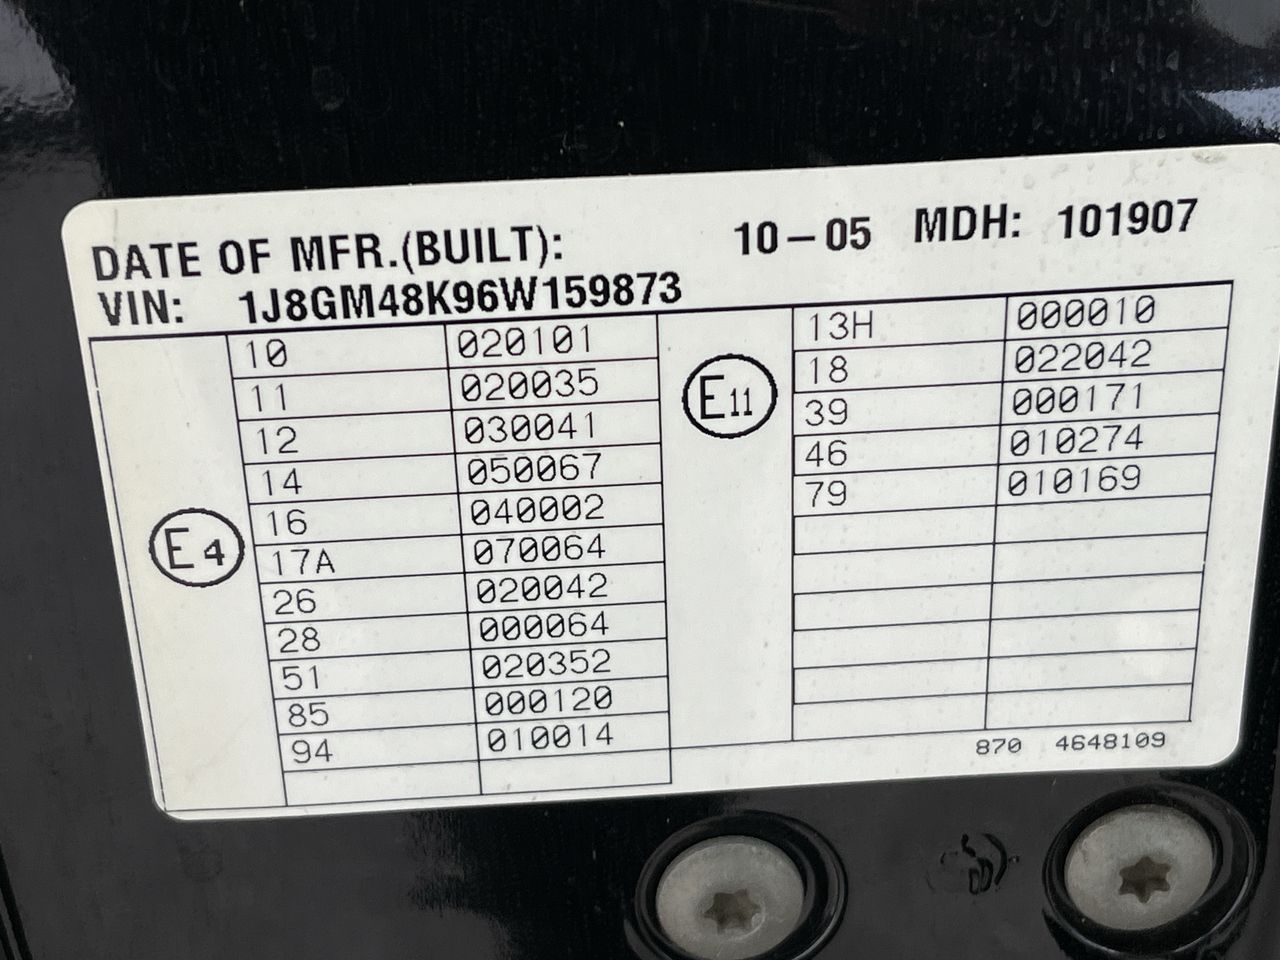 DATE OF MFR.(BUILT): 10-05 MDH: 101907
VIN: 1J8GM48K96W159873
E4
10 020101
11 020035
12 030041
14 050067
16 040002
17A 070064
26 020042
28 000064
51 020352
85 000120
94 010014
E11
13H 000010
18 022042
39 000171
46 010274
79 010169
870 4648109